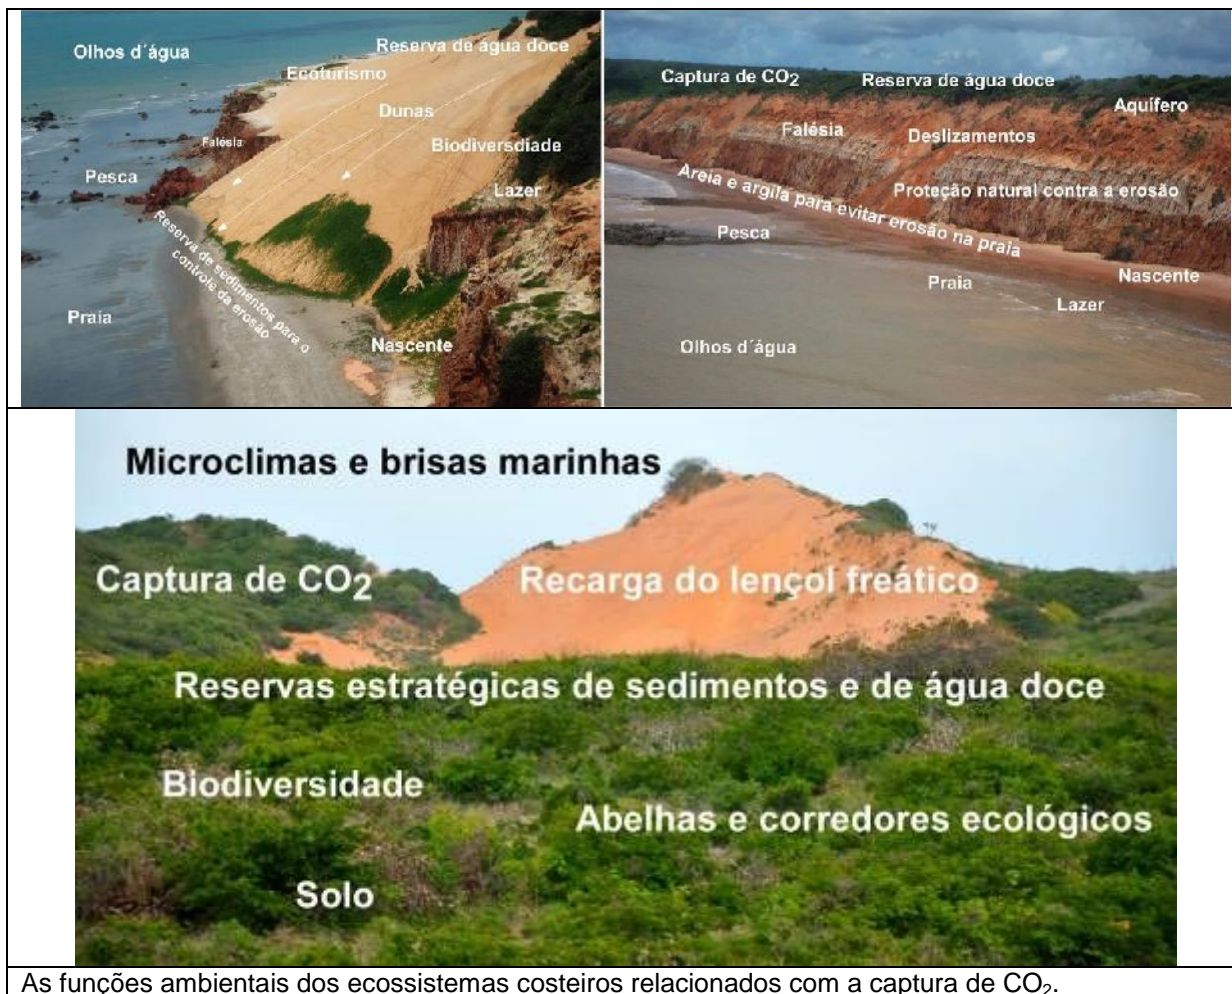 Olhos d´água
Reserva de água doce
Ecoturismo
Dunas
Falésia
Biodiversdiade
Pesca
Lazer
Reserva de sedimentos para o
controle da erosão
Praia
Nascente
Captura de CO2
Reserva de água doce
Aquífero
Falésia
Deslizamentos
Areia e argila para evitar erosão na praia
Proteção natural contra a erosão
Pesca
Nascente
Praia
Lazer
Olhos d´água
Microclimas e brisas marinhas
Captura de CO2
Recarga do lençol freático
Reservas estratégicas de sedimentos e de água doce
Biodiversidade
Abelhas e corredores ecológicos
Solo
As funções ambientais dos ecossistemas costeiros relacionados com a captura de CO2.